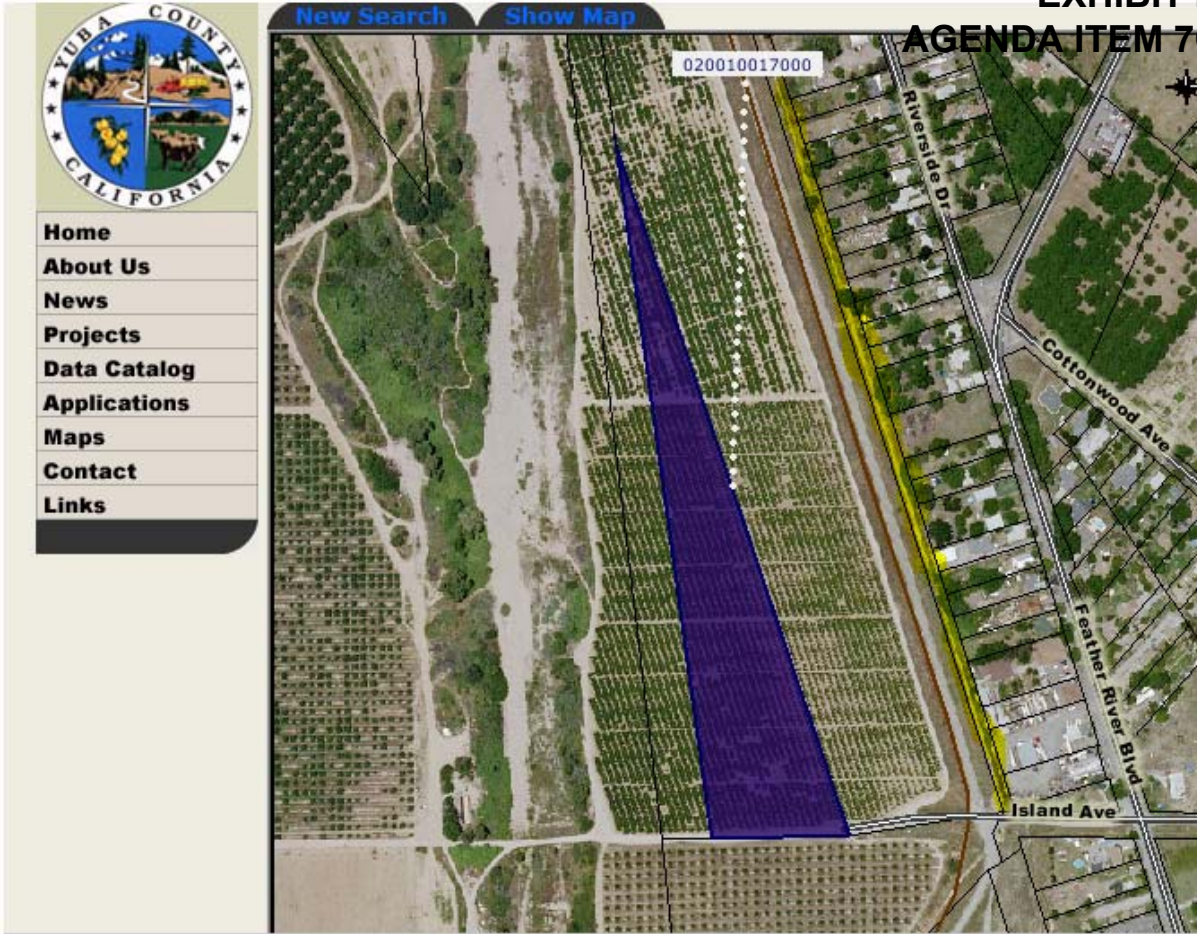 EXHIBIT
AGENDA ITEM 7
YUBA COUNTY
CALIFORNIA
New Search
Show Map
Home
About Us
News
Projects
Data Catalog
Applications
Maps
Contact
Links
020010017000
Riverside Dr
Cottonwood Ave
Feather River Blvd
Island Ave